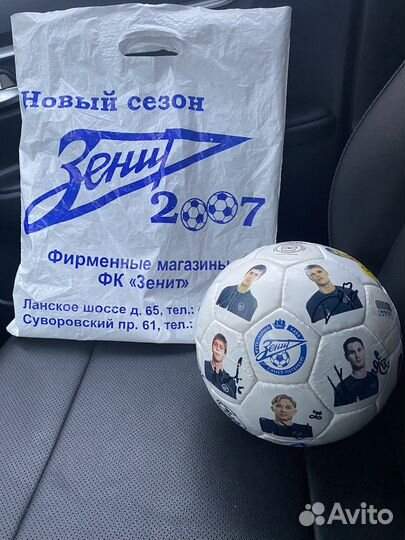 Новый сезон
Зенит
2007
Фирменные магазины
ФК «Зенит»
Ланское шоссе д. 65, тел.:
Суворовский пр. 61, тел.:
Зенит
Avito